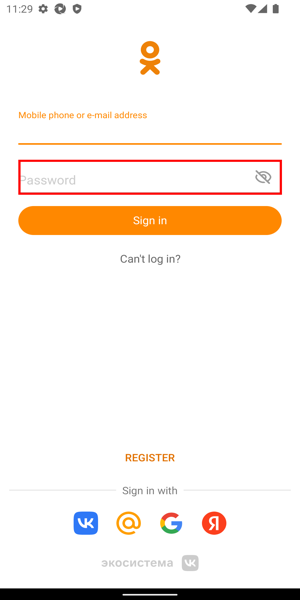 11:29
Mobile phone or e-mail address
Password
Sign in
Can't log in?
REGISTER
Sign in with
экосистема